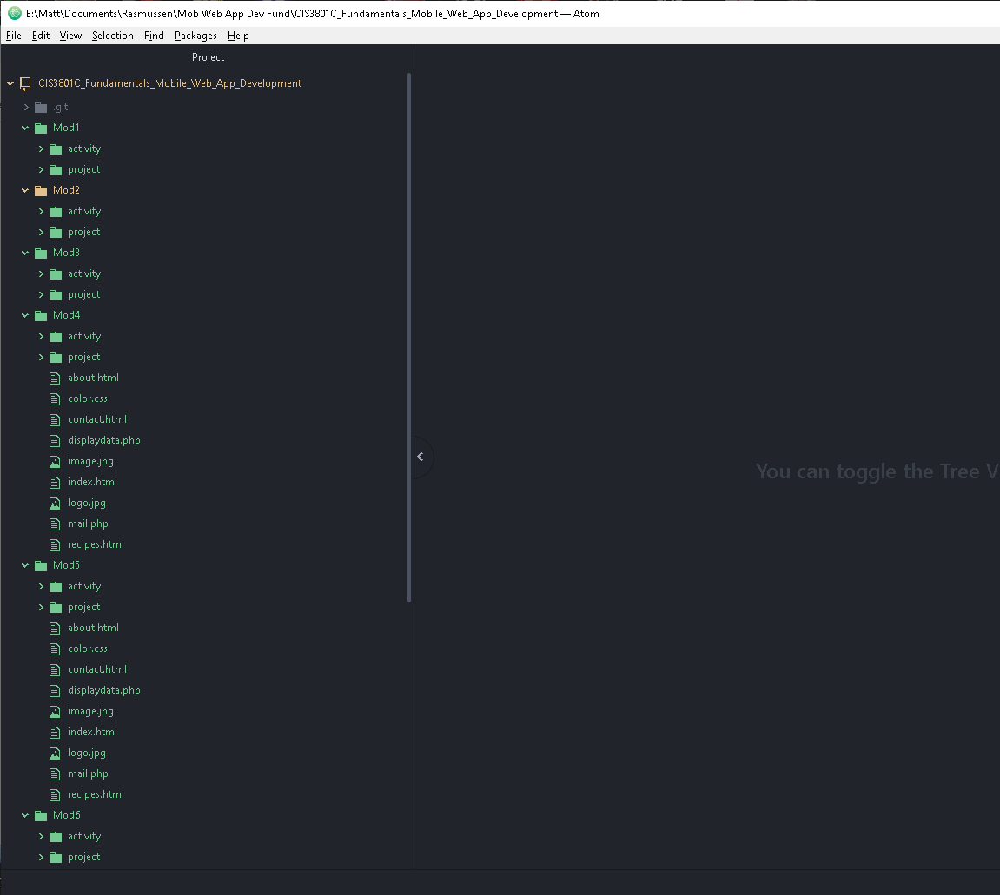 E:\Matt\Documents\Rasmussen\Mob Web App Dev Fund\CIS3801C_Fundamentals_Mobile_Web_App_Development — Atom
File Edit View Selection Find Packages Help
Project
CIS3801C_Fundamentals_Mobile_Web_App_Development
.git
Mod1
activity
project
Mod2
activity
project
Mod3
activity
project
Mod4
activity
project
about.html
color.css
contact.html
displaydata.php
image.jpg
index.html
logo.jpg
mail.php
recipes.html
Mod5
activity
project
about.html
color.css
contact.html
displaydata.php
image.jpg
index.html
logo.jpg
mail.php
recipes.html
Mod6
activity
project
You can toggle the Tree V